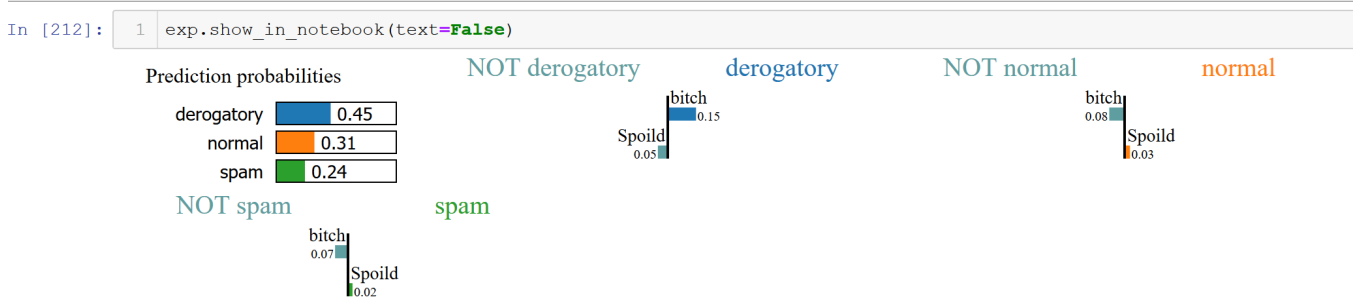 In [212]: 1 exp.show_in_notebook(text=False)
Prediction probabilities
derogatory 0.45
normal 0.31
spam 0.24
NOT derogatory derogatory
bitch
0.15
Spoild
0.05
NOT normal normal
bitch
0.08
Spoild
0.03
NOT spam spam
bitch
0.07
Spoild
0.02